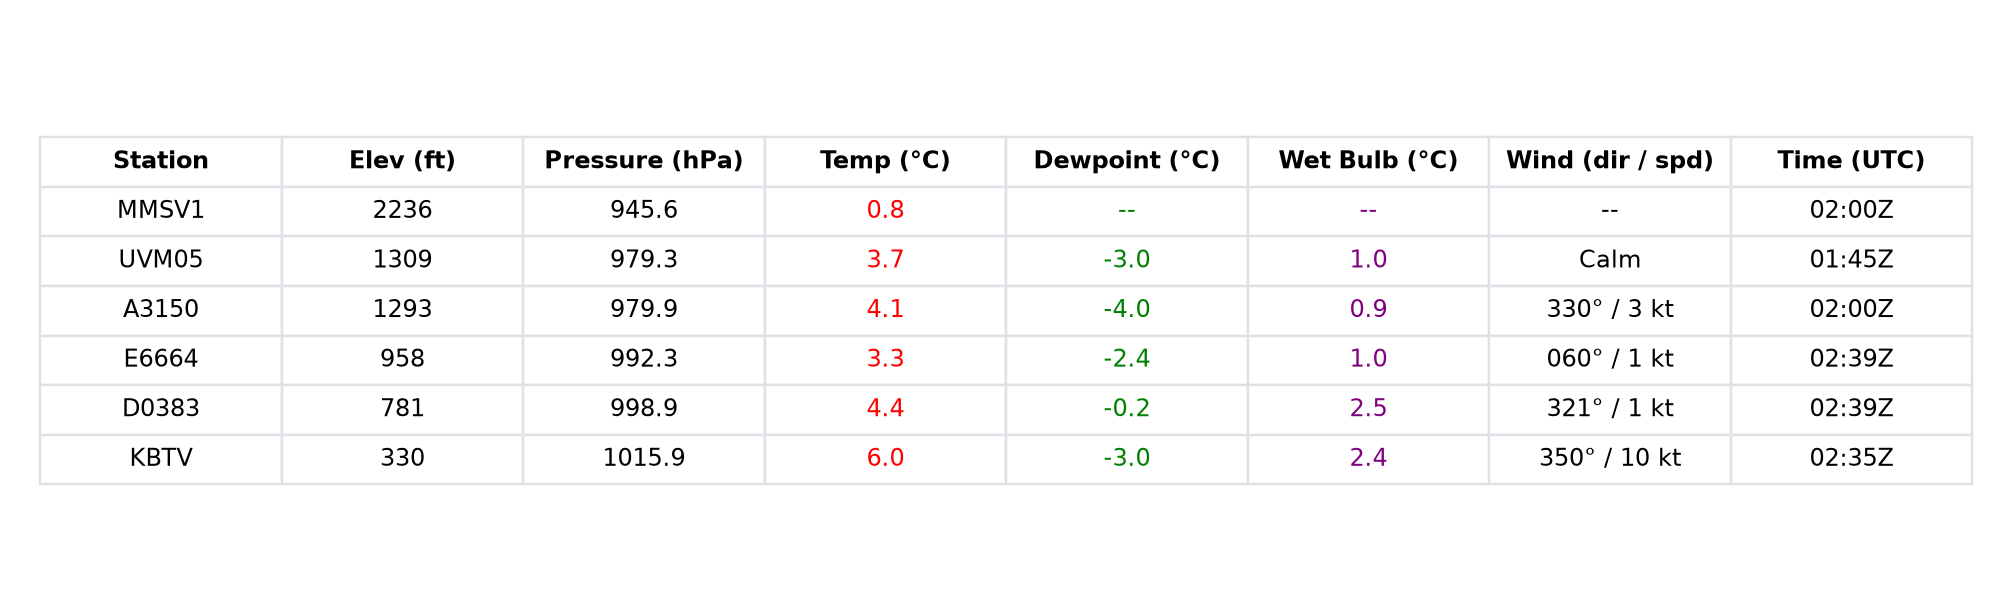 Station Elev (ft) Pressure (hPa) Temp (°C) Dewpoint (°C) Wet Bulb (°C) Wind (dir / spd) Time (UTC)
MMSV1 2236 945.6 0.8 -- -- -- 02:00Z
UVM05 1309 979.3 3.7 -3.0 1.0 Calm 01:45Z
A3150 1293 979.9 4.1 -4.0 0.9 330° / 3 kt 02:00Z
E6664 958 992.3 3.3 -2.4 1.0 060° / 1 kt 02:39Z
D0383 781 998.9 4.4 -0.2 2.5 321° / 1 kt 02:39Z
KBTV 330 1015.9 6.0 -3.0 2.4 350° / 10 kt 02:35Z